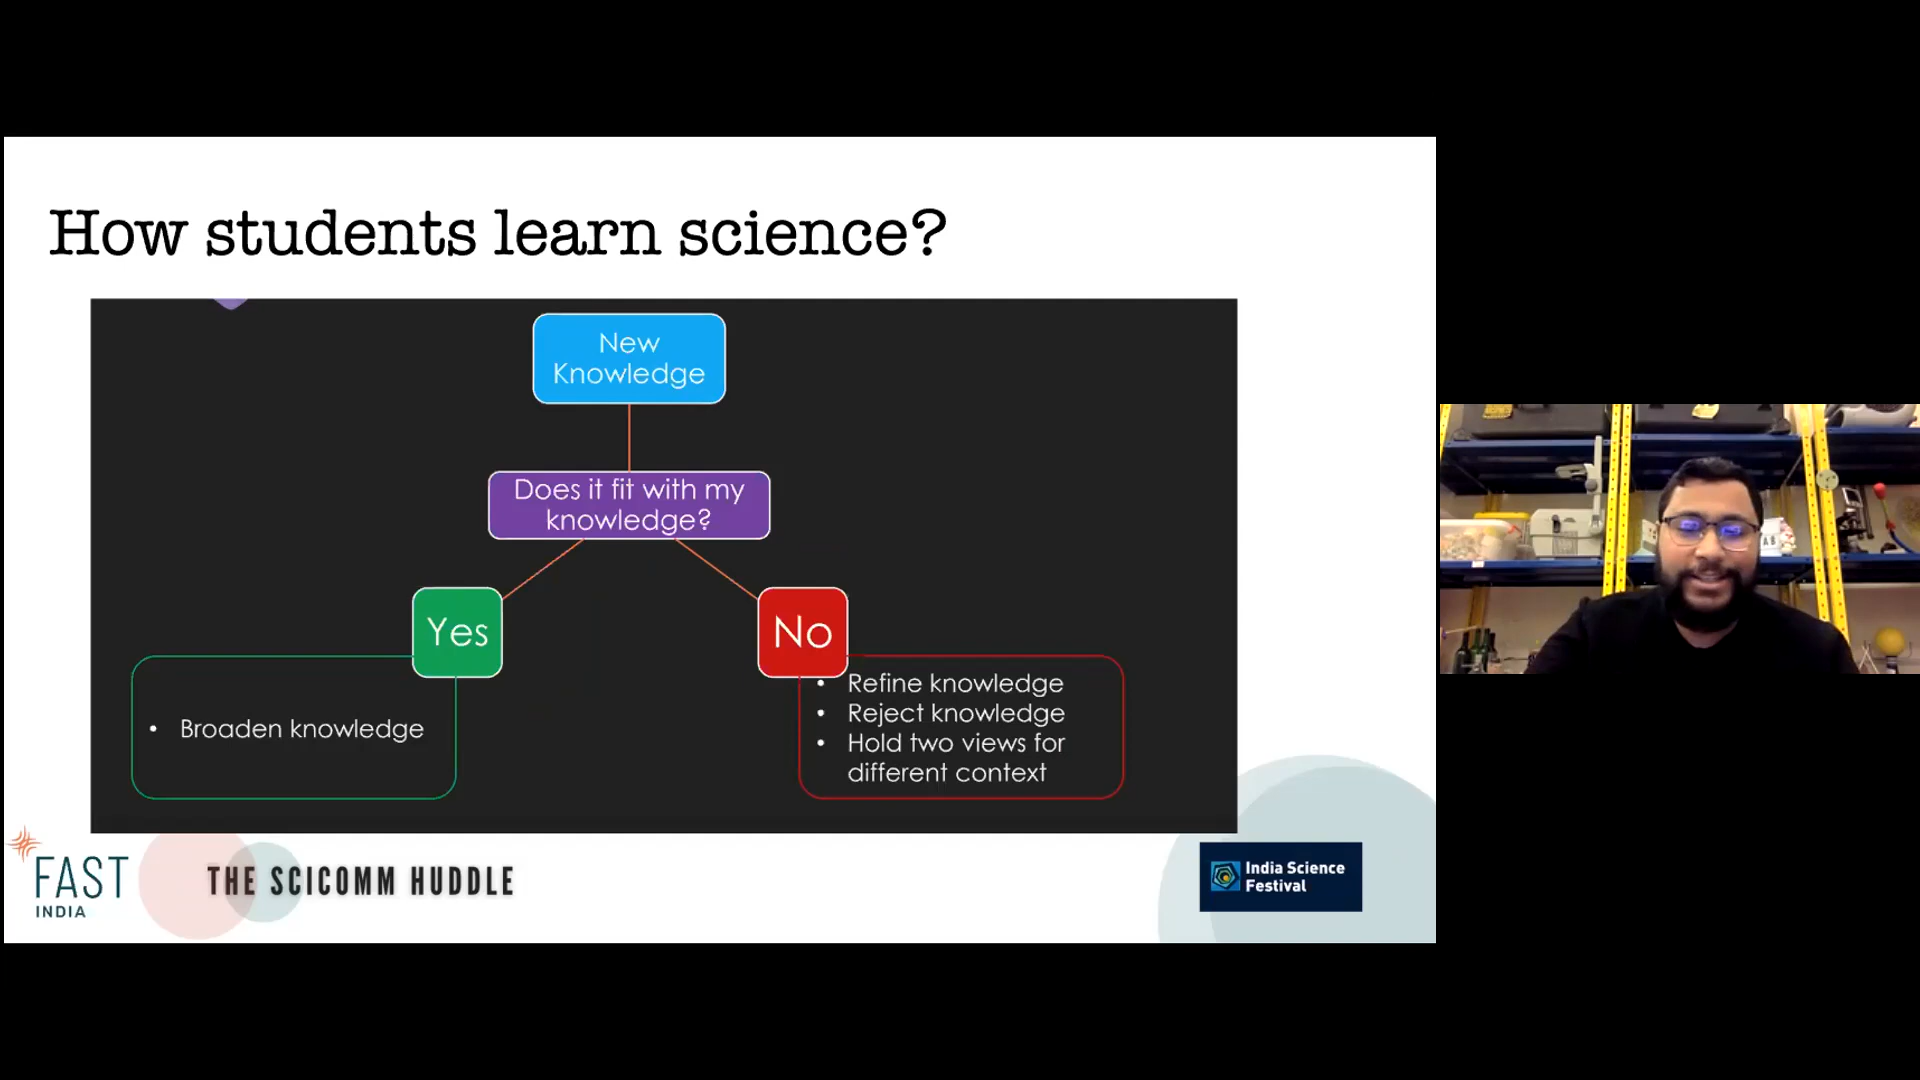 How students learn science?
New
Knowledge
Does it fit with my
knowledge?
Yes
No
• Broaden knowledge
• Refine knowledge
• Reject knowledge
• Hold two views for
different context
FAST
INDIA
THE SCICOMM HUDDLE
India Science
Festival